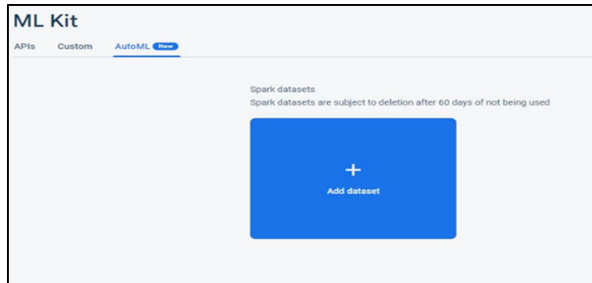 ML Kit
APIs Custom AutoML New
Spark datasets
Spark datasets are subject to deletion after 60 days of not being used
+
Add dataset